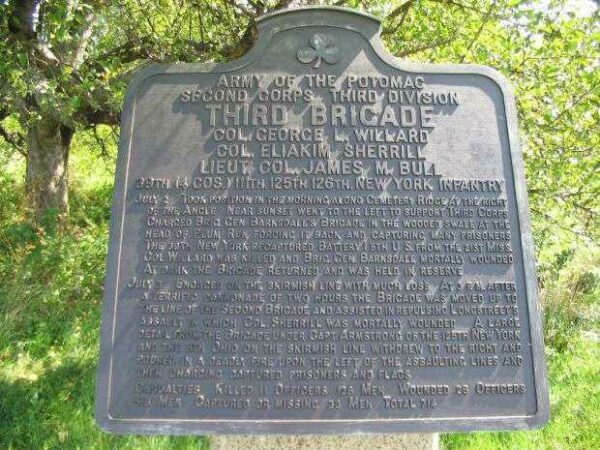 ARMY OF THE POTOMAC
SECOND CORPS THIRD DIVISION
THIRD BRIGADE
COL. GEORGE L. WILLARD
COL. ELIAKIM SHERRILL
LIEUT. COL. JAMES M. BULL
39TH (4 COS.) 111TH. 125TH. 126TH. NEW YORK INFANTRY
JULY 2 TOOK POSITION IN THE MORNING ALONG CEMETERY RIDGE AT THE RIGHT
OF THE ANGLE NEAR SUNSET WENT TO THE LEFT TO SUPPORT THIRD CORPS
CHARGED BRIG. GEN. BARKSDALE'S BRIGADE IN THE WOODED SWALE AT THE
HEAD OF PLUM RUN FORCING IT BACK AND CAPTURING MANY PRISONERS
THE 39TH NEW YORK RECAPTURED BATTERY I 5TH U.S. FROM THE 21ST MISS.
COL. WILLARD WAS KILLED AND BRIG. GEN. BARKSDALE MORTALLY WOUNDED
AT DARK THE BRIGADE RETURNED AND WAS HELD IN RESERVE
JULY 3 ENGAGED ON THE SKIRMISH LINE WITH MUCH LOSS AT 3 P.M. AFTER
A TERRIFIC CANNONADE OF TWO HOURS THE BRIGADE WAS MOVED UP TO
THE LINE OF THE SECOND BRIGADE AND ASSISTED IN REPULSING LONGSTREET'S
ASSAULT IN WHICH COL. SHERRILL WAS MORTALLY WOUNDED A LARGE
DETAIL FROM THE BRIGADE UNDER CAPT. ARMSTRONG OF THE 125TH NEW YORK
AND THE 8TH OHIO ON THE SKIRMISH LINE WITHDREW TO THE RIGHT AND
POURED IN A DEADLY FIRE UPON THE LEFT OF THE ASSAULTING LINES AND
THEN CHARGING CAPTURED PRISONERS AND FLAGS
CASUALTIES KILLED 11 OFFICERS 128 MEN WOUNDED 26 OFFICERS
MEN CAPTURED OR MISSING 33 MEN TOTAL 714